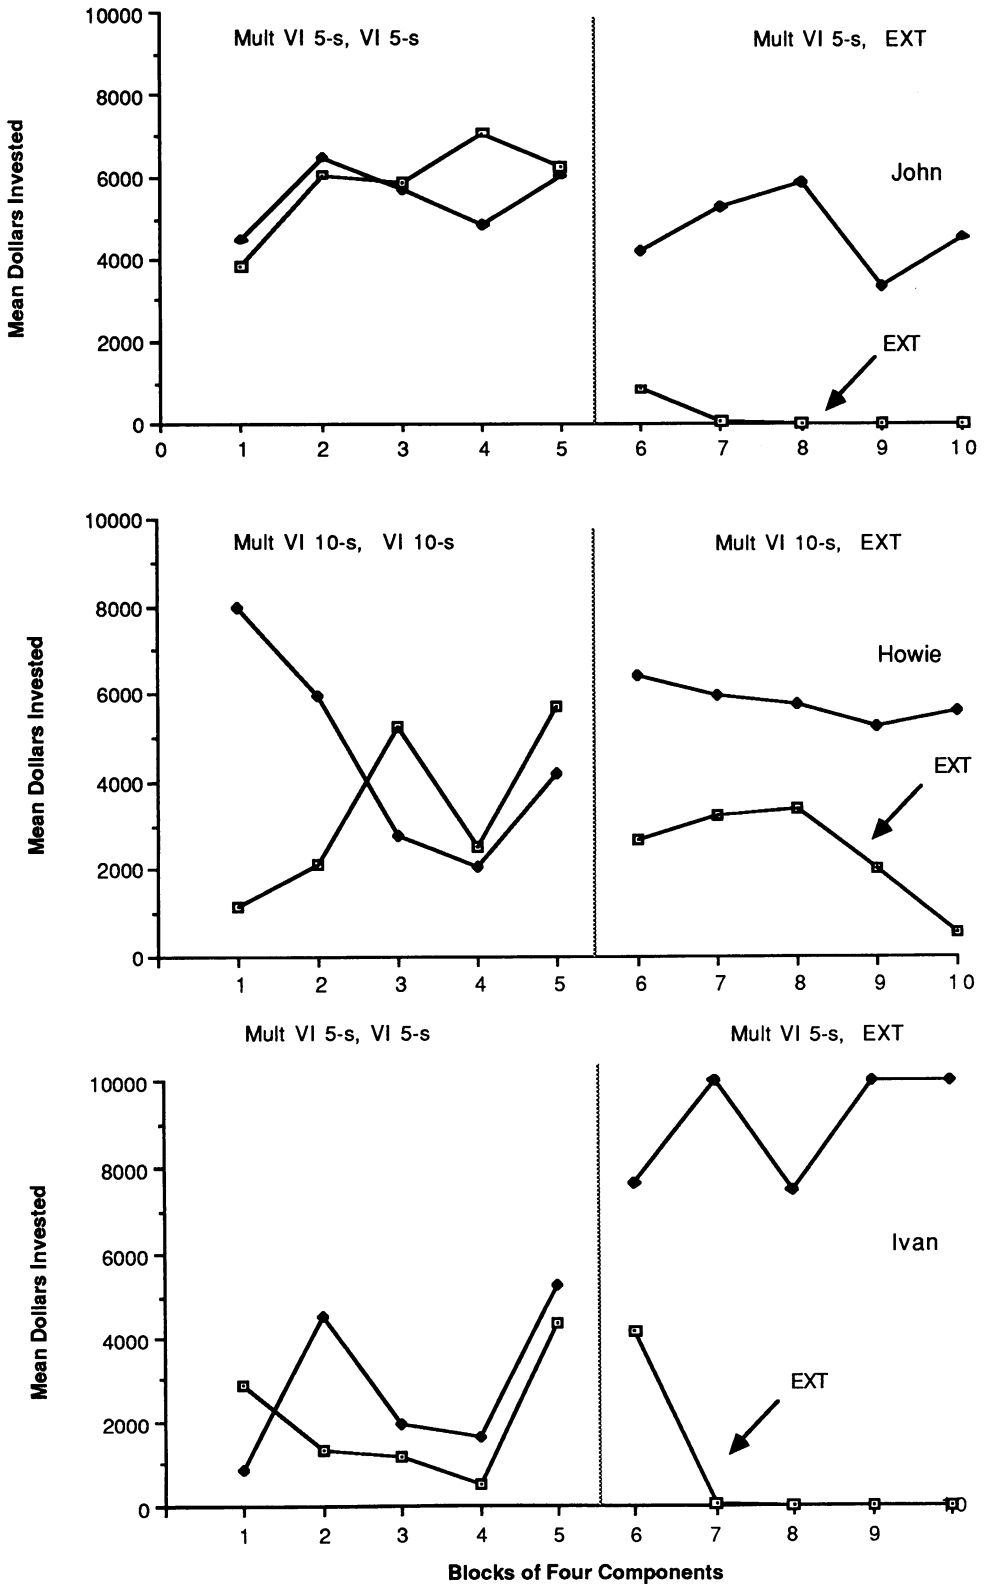 10000
Mult VI 5-s, VI 5-s
Mult VI 5-s, EXT
8000
6000
John
4000
EXT
2000
0
0 1 2 3 4 5 6 7 8 9 10
Mean Dollars Invested
10000
Mult VI 10-s, VI 10-s
Mult VI 10-s, EXT
8000
Howie
6000
EXT
4000
2000
0
1 2 3 4 5 6 7 8 9 10
Mean Dollars Invested
Mult VI 5-s, VI 5-s
Mult VI 5-s, EXT
10000
8000
6000
Ivan
4000
EXT
2000
0
1 2 3 4 5 6 7 8 9 10
Mean Dollars Invested
Blocks of Four Components